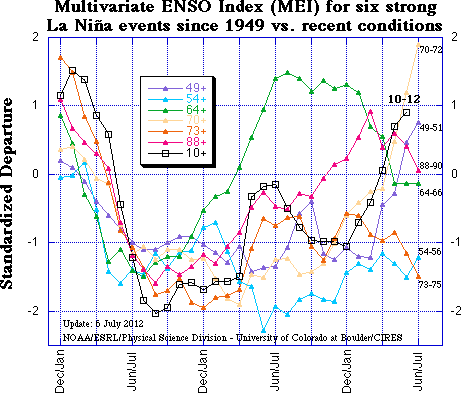 Multivariate ENSO Index (MEI) for six strong
La Niña events since 1949 vs. recent conditions
Standardized Departure
2
1
0
-1
-2
2
1
0
-1
-2
49+
54+
64+
70+
73+
88+
10+
70-72
10-12
49-51
88-90
64-66
54-56
73-75
Update: 6 July 2012
NOAA/ESRL/Physical Science Division - University of Colorado at Boulder/CIRES
Dec/Jan
Jun/Jul
Dec/Jan
Jun/Jul
Dec/Jan
Jun/Jul